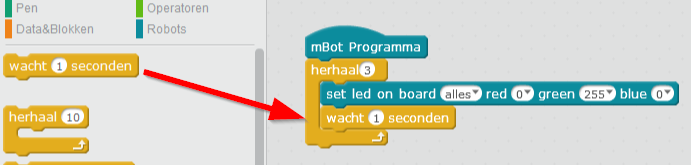 Pen
Operatoren
Data&Blokken
Robots
wacht 1 seconden
herhaal 10
mBot Programma
herhaal 3
set led on board alles red 0 green 255 blue 0
wacht 1 seconden